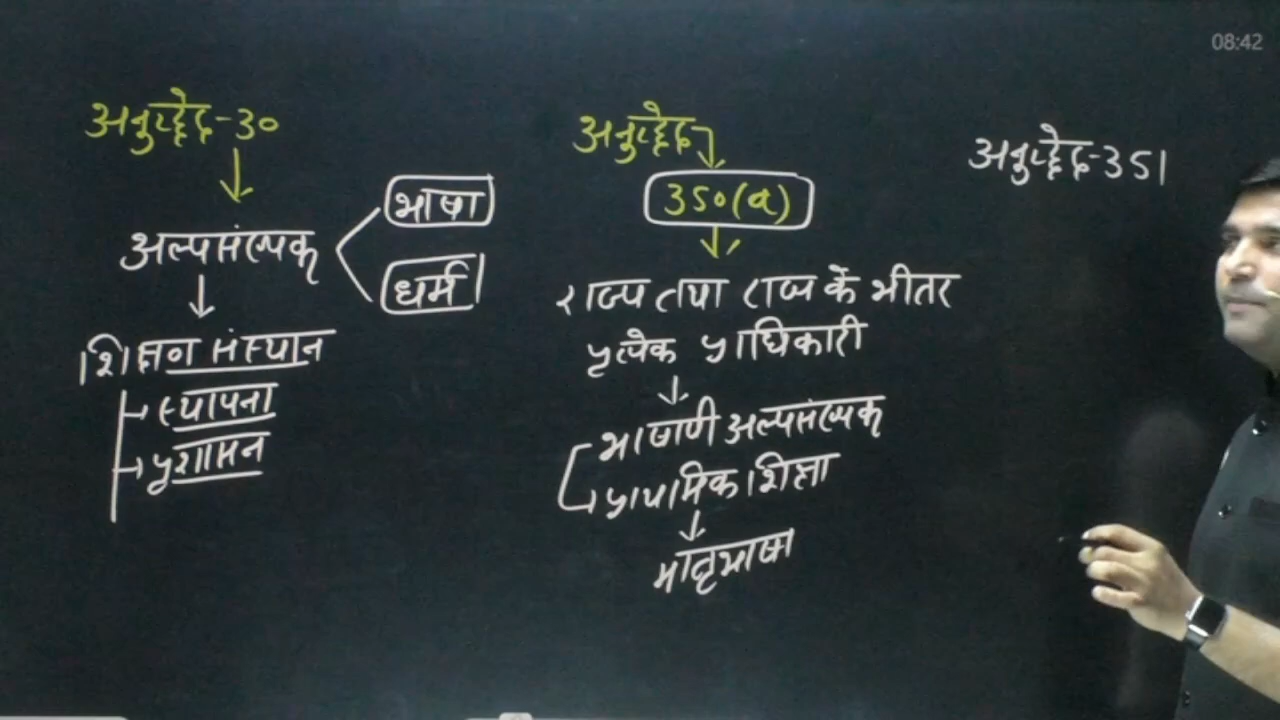 08:42
अनुच्छेद-30
अल्पसंख्यक
भाषा
धर्म
शिक्षण संस्थान
स्थापना
प्रशासन
अनुच्छेद
350(a)
राज्य तथा राज्य के भीतर
प्रत्येक प्राधिकारी
भाषायी अल्पसंख्यक
प्राथमिक शिक्षा
मातृभाषा
अनुच्छेद-351